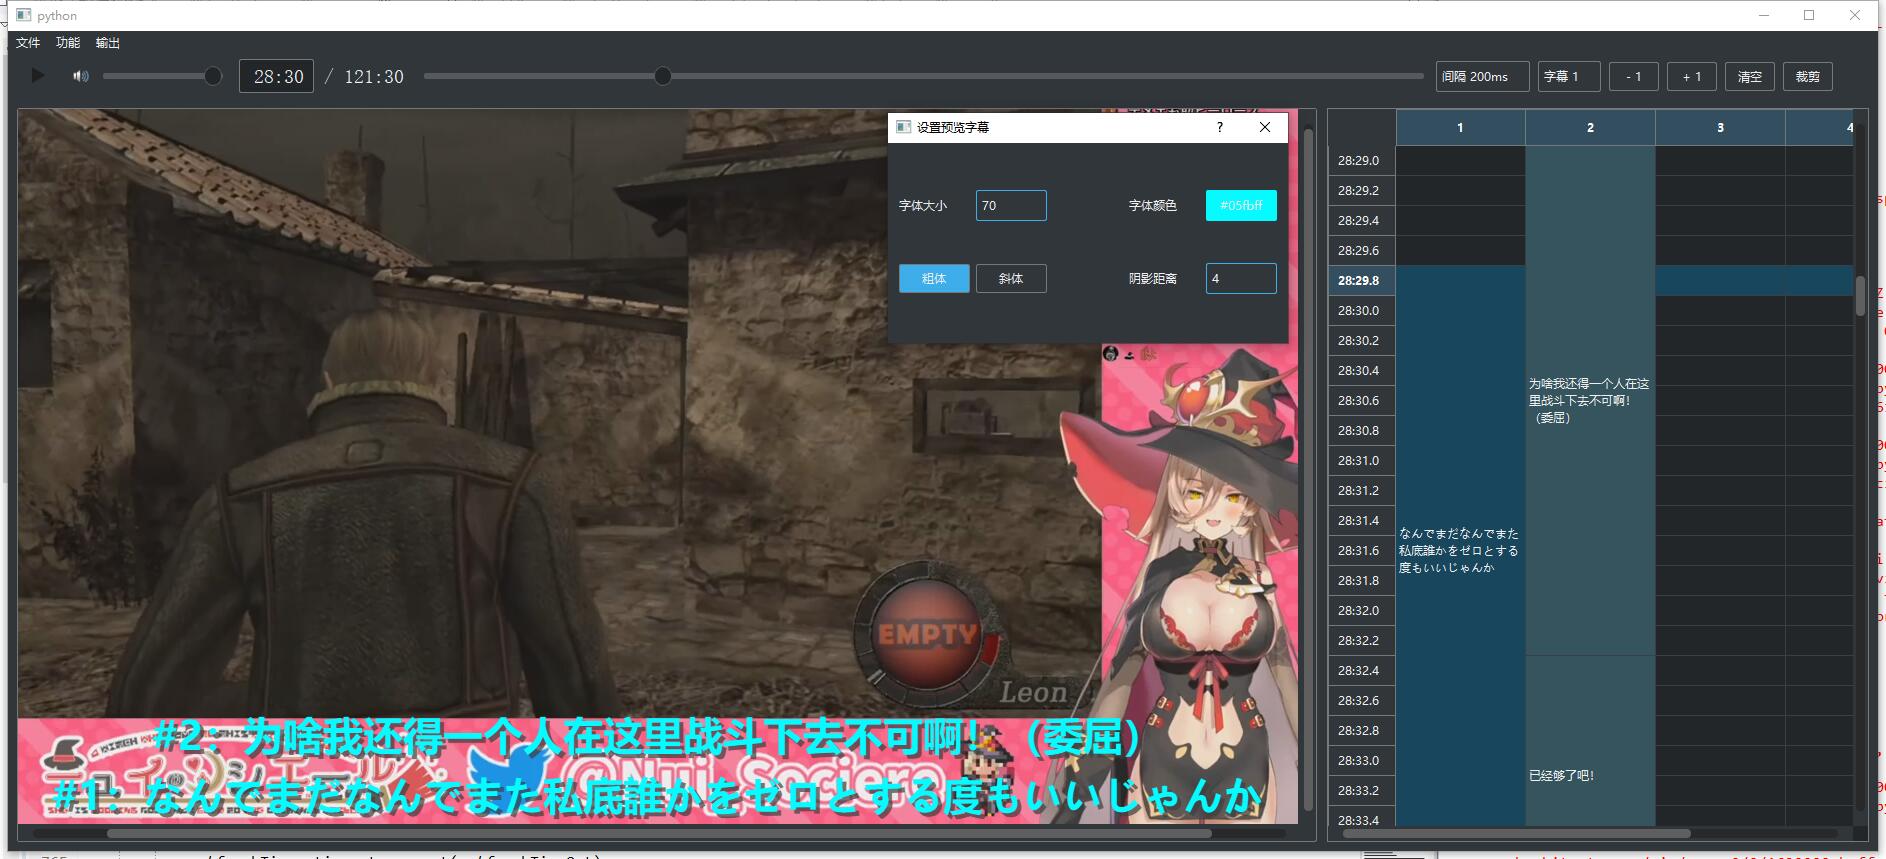 python
文件 功能 输出
28:30 / 121:30
间隔 200ms
字幕 1
- 1
+ 1
清空
裁剪
设置预览字幕
?
字体大小
70
字体颜色
#05fbff
粗体
斜体
阴影距离
4
EMPTY
Leon
#2：为啥我还得一个人在这里战斗下去不可啊！（委屈）
@Nui_Sociere
#1：なんでまだなんでまた私底誰かをゼロとする度もいいじゃんか
1 2 3 4
28:29.0
28:29.2
28:29.4
28:29.6
28:29.8
28:30.0
28:30.2
28:30.4
28:30.6
28:30.8
28:31.0
28:31.2
28:31.4
28:31.6
28:31.8
28:32.0
28:32.2
28:32.4
28:32.6
28:32.8
28:33.0
28:33.2
28:33.4
なんでまだなんでまた
私底誰かをゼロとする
度もいいじゃんか
为啥我还得一个人在这
里战斗下去不可啊！
（委屈）
已经够了吧！